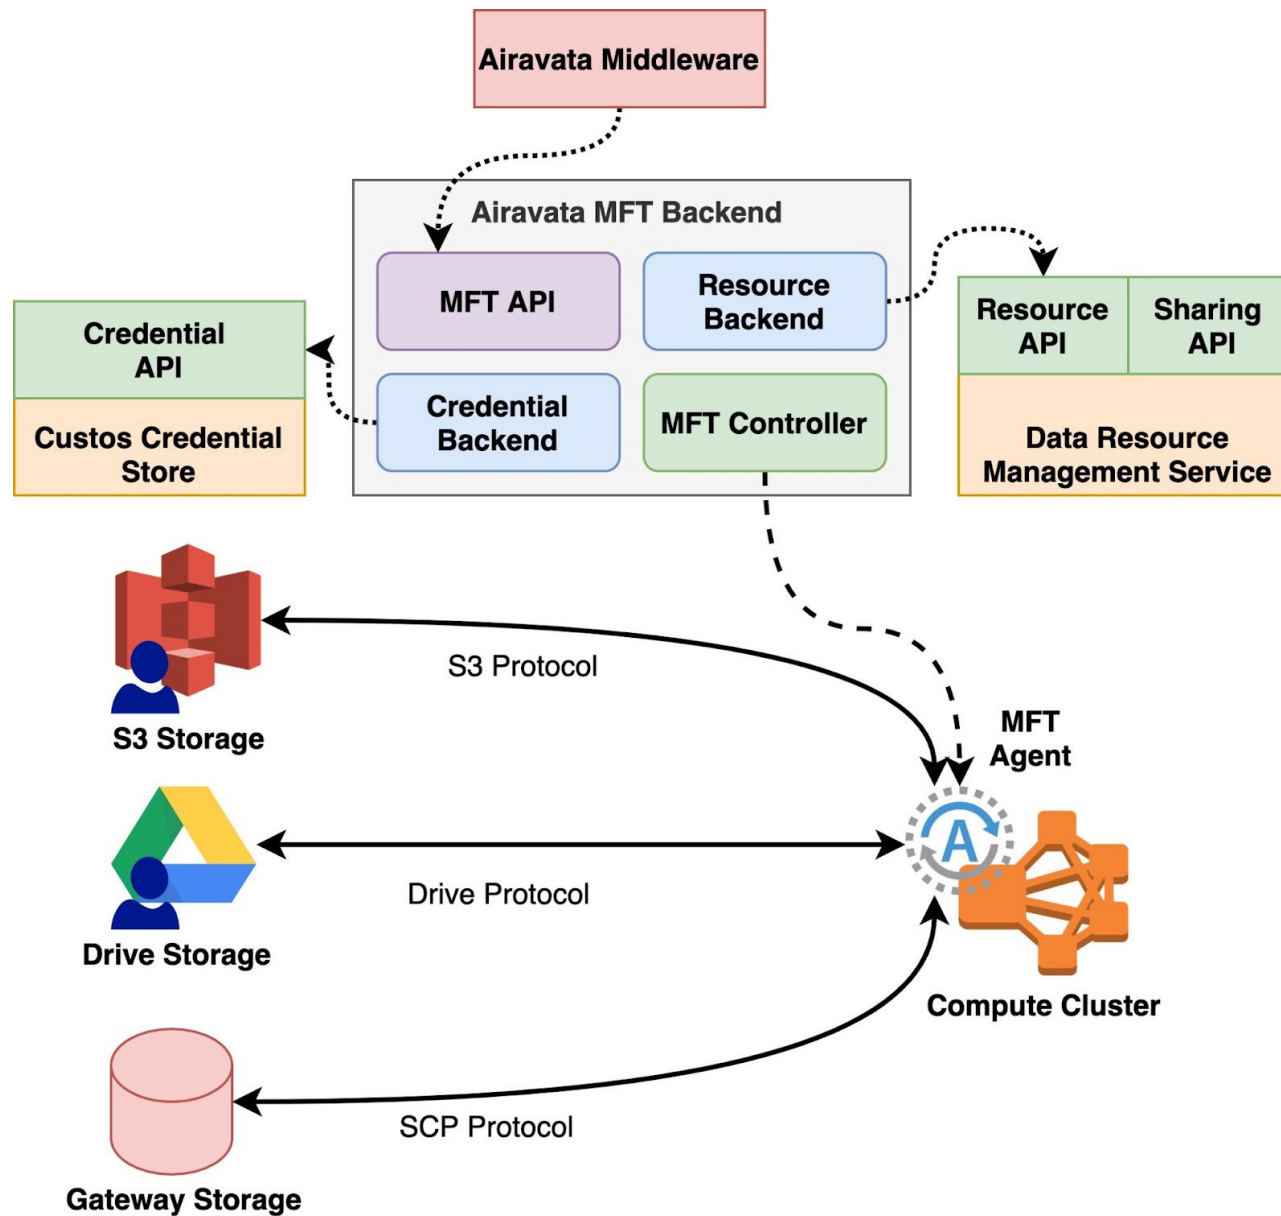 Airavata Middleware
Airavata MFT Backend
MFT API
Resource
Backend
Credential
Backend
MFT Controller
Credential
API
Custos Credential
Store
Resource
API
Sharing
API
Data Resource
Management Service
S3 Protocol
S3 Storage
MFT
Agent
A
Drive Protocol
Drive Storage
Compute Cluster
SCP Protocol
Gateway Storage